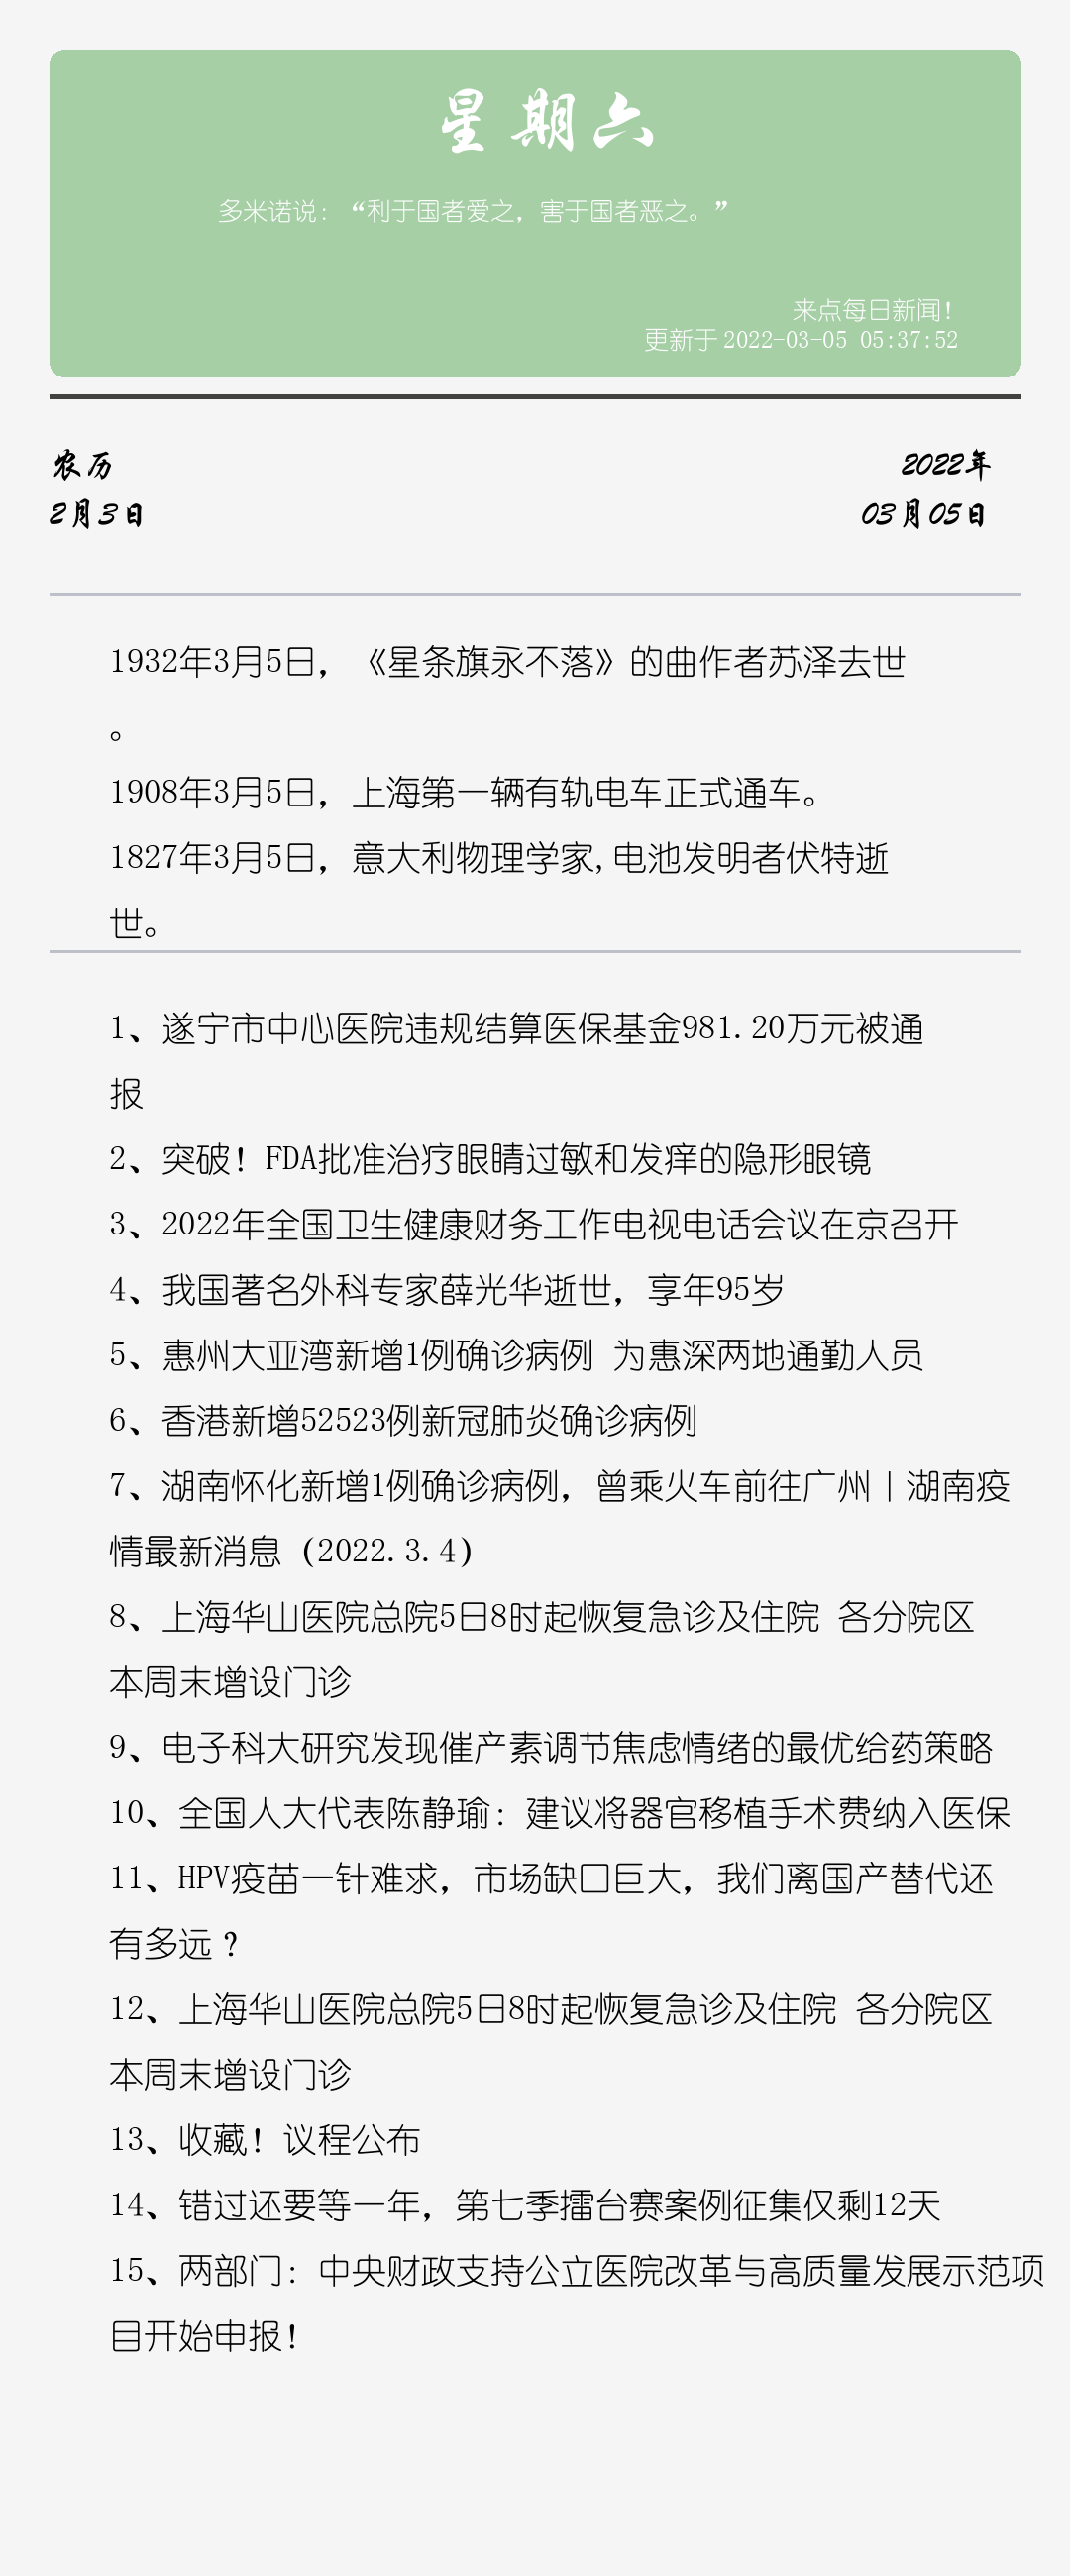 星期六
多米诺说：“利于国者爱之，害于国者恶之。”
来点每日新闻！
更新于 2022-03-05 05:37:52
农历
2022年
2月3日
03月05日
1932年3月5日，《星条旗永不落》的曲作者苏泽去世
。
1908年3月5日，上海第一辆有轨电车正式通车。
1827年3月5日，意大利物理学家,电池发明者伏特逝
世。
1、遂宁市中心医院违规结算医保基金981.20万元被通
报
2、突破！FDA批准治疗眼睛过敏和发痒的隐形眼镜
3、2022年全国卫生健康财务工作电视电话会议在京召开
4、我国著名外科专家薛光华逝世，享年95岁
5、惠州大亚湾新增1例确诊病例 为惠深两地通勤人员
6、香港新增52523例新冠肺炎确诊病例
7、湖南怀化新增1例确诊病例，曾乘火车前往广州丨湖南疫
情最新消息（2022.3.4）
8、上海华山医院总院5日8时起恢复急诊及住院 各分院区
本周末增设门诊
9、电子科大研究发现催产素调节焦虑情绪的最优给药策略
10、全国人大代表陈静瑜：建议将器官移植手术费纳入医保
11、HPV疫苗一针难求，市场缺口巨大，我们离国产替代还
有多远？
12、上海华山医院总院5日8时起恢复急诊及住院 各分院区
本周末增设门诊
13、收藏！议程公布
14、错过还要等一年，第七季擂台赛案例征集仅剩12天
15、两部门：中央财政支持公立医院改革与高质量发展示范项
目开始申报！